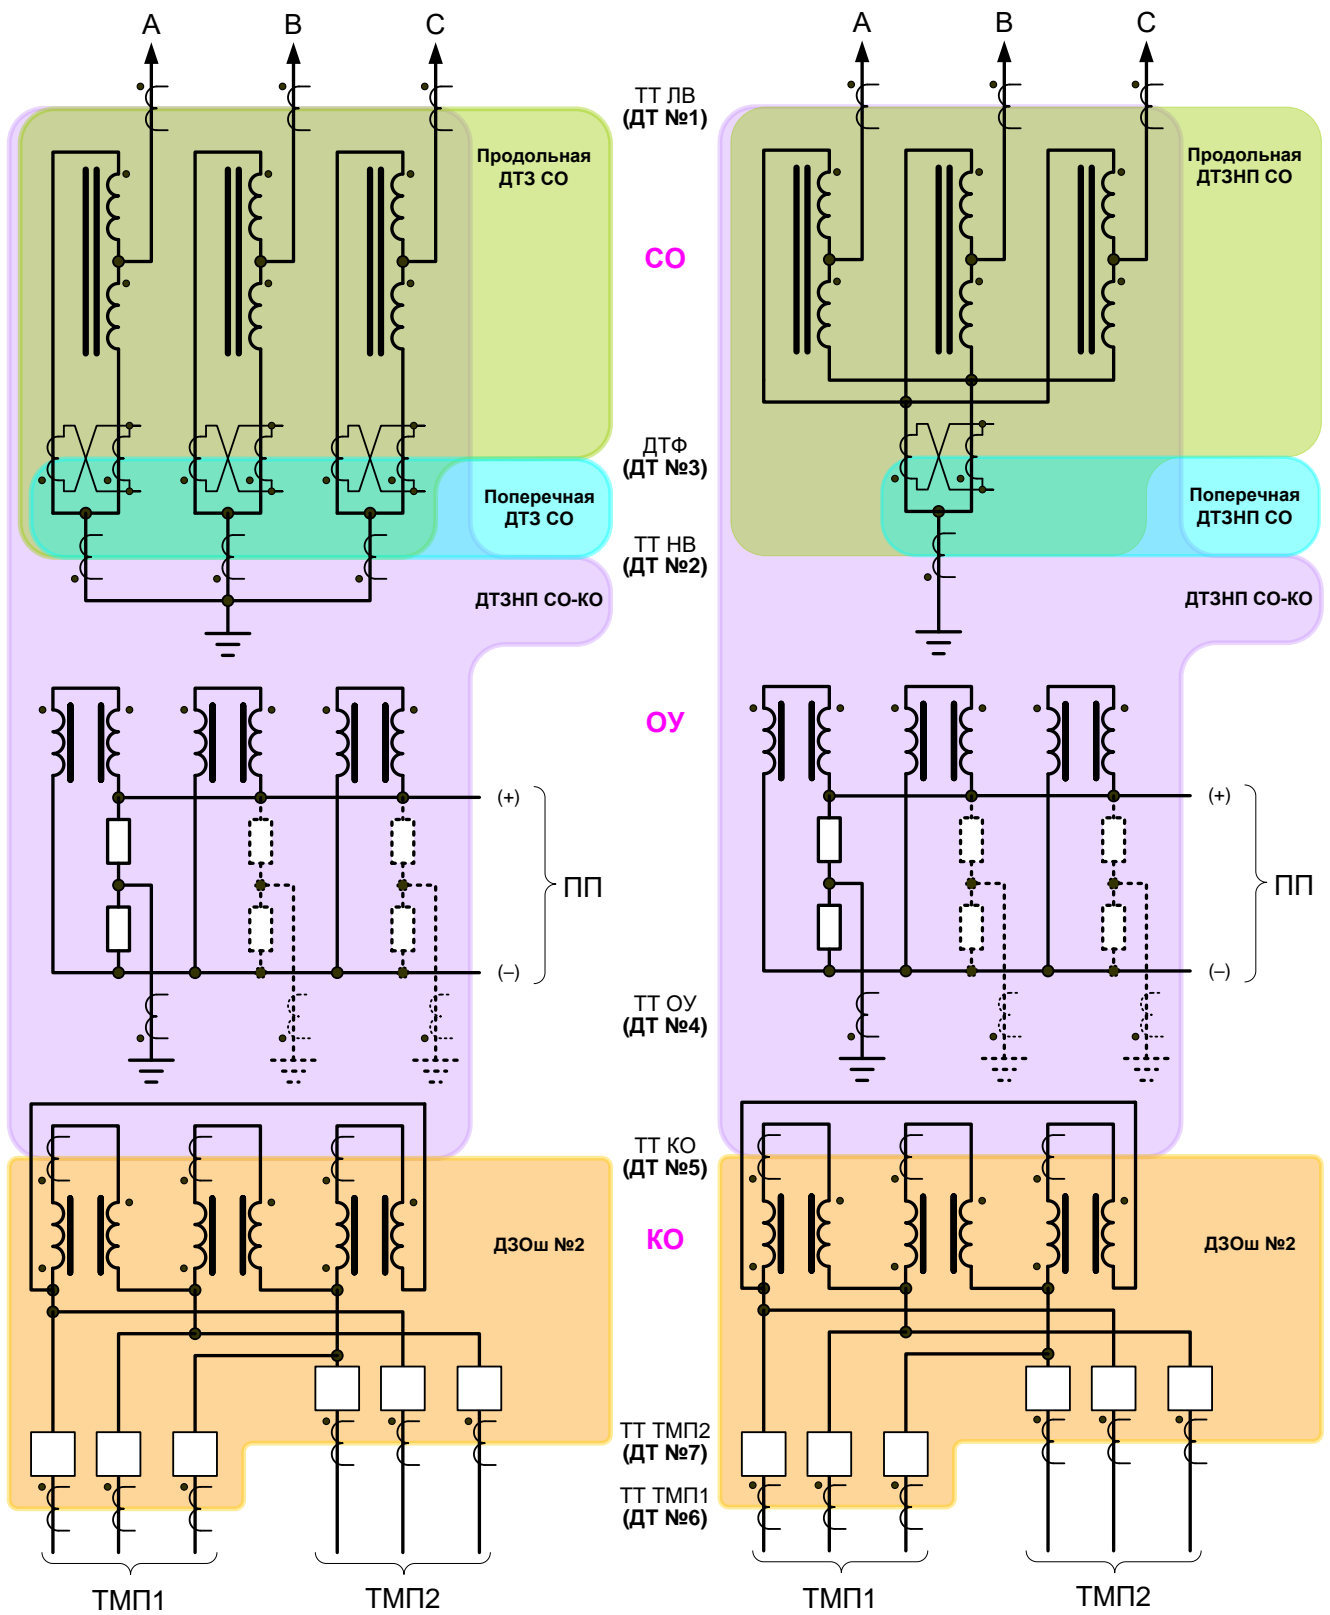 A B C
A B C
ТТ ЛВ
(ДТ №1)
Продольная
ДТЗ СО
Продольная
ДТЗНП СО
СО
ДТФ
(ДТ №3)
Поперечная
ДТЗ СО
Поперечная
ДТЗНП СО
ТТ НВ
(ДТ №2)
ДТЗНП СО-КО
ДТЗНП СО-КО
ОУ
(+)
(+)
ПП
ПП
(–)
(–)
ТТ ОУ
(ДТ №4)
ТТ КО
(ДТ №5)
КО
ДЗОш №2
ДЗОш №2
ТТ ТМП2
(ДТ №7)
ТТ ТМП1
(ДТ №6)
ТМП1 ТМП2
ТМП1 ТМП2